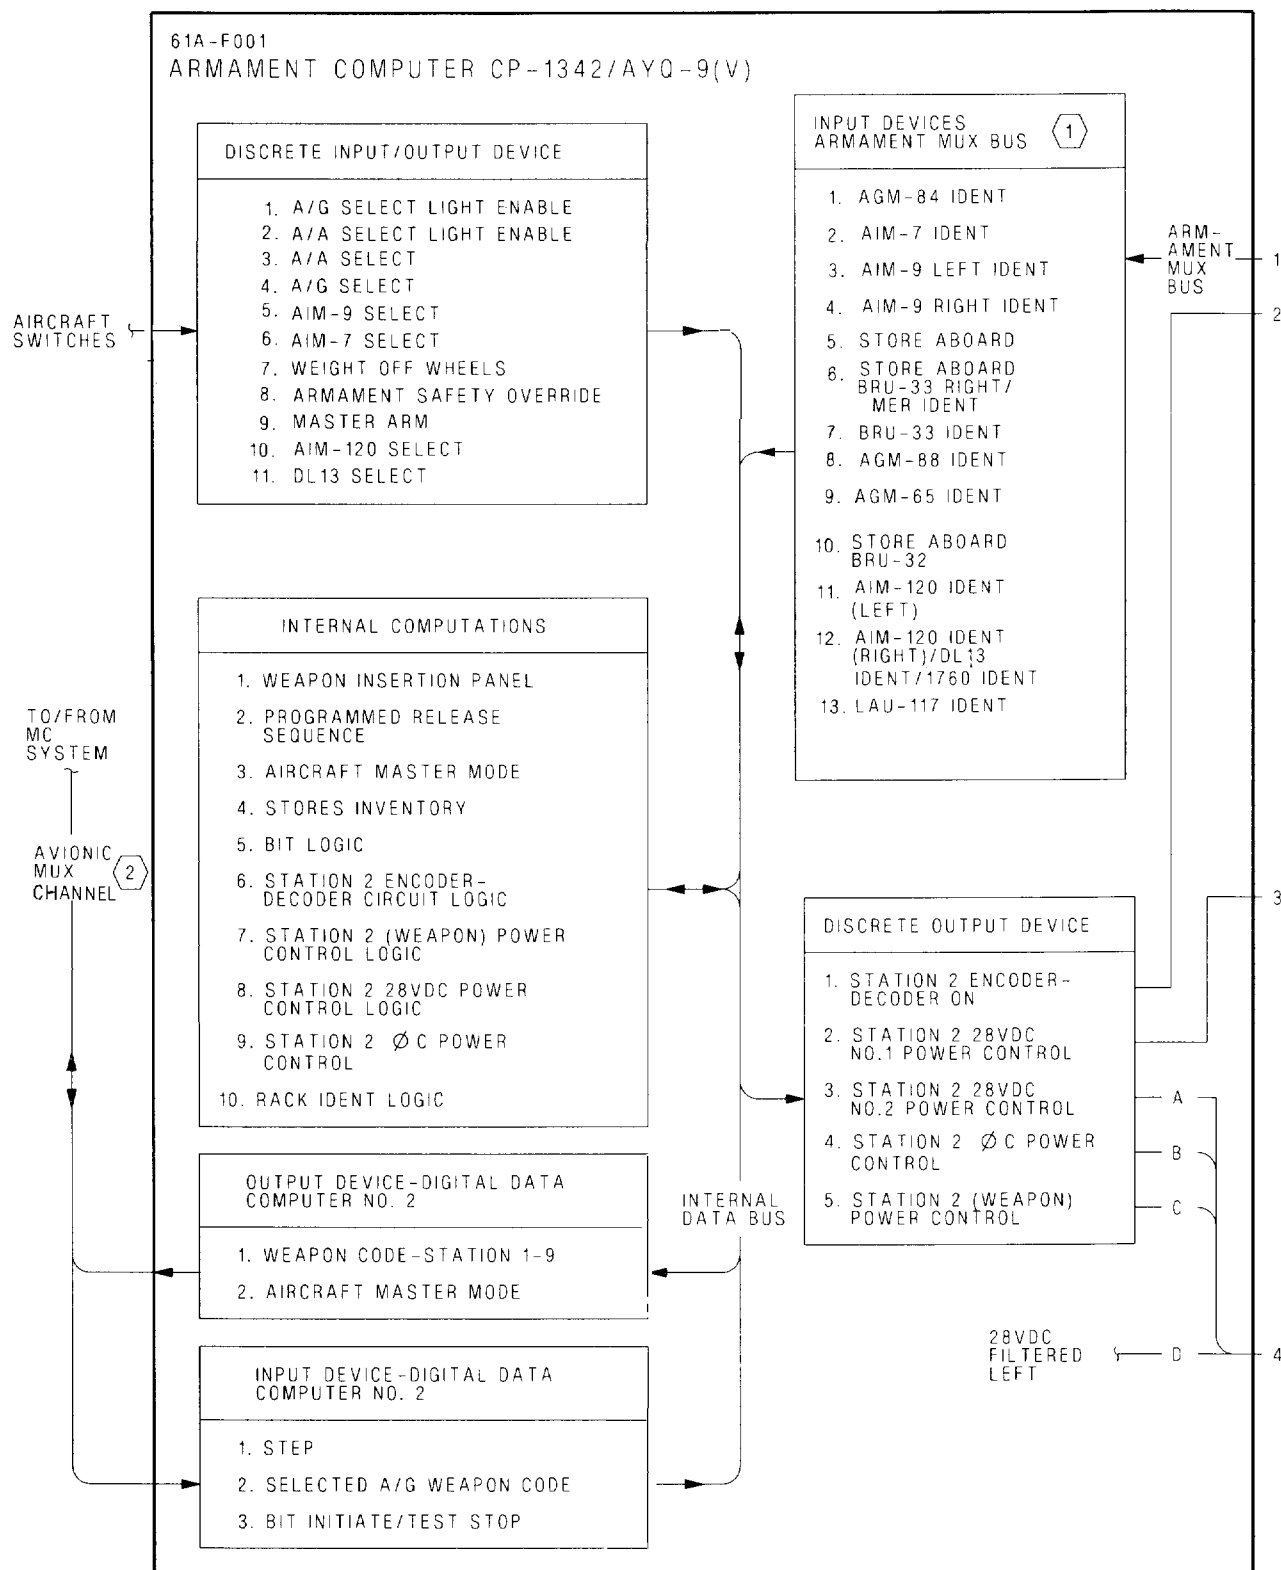 61A-F001
ARMAMENT COMPUTER CP-1342/AYQ-9(V)
DISCRETE INPUT/OUTPUT DEVICE
1. A/G SELECT LIGHT ENABLE
2. A/A SELECT LIGHT ENABLE
3. A/A SELECT
4. A/G SELECT
5. AIM-9 SELECT
6. AIM-7 SELECT
7. WEIGHT OFF WHEELS
8. ARMAMENT SAFETY OVERRIDE
9. MASTER ARM
10. AIM-120 SELECT
11. DL13 SELECT
AIRCRAFT
SWITCHES
INPUT DEVICES
ARMAMENT MUX BUS
1
1. AGM-84 IDENT
2. AIM-7 IDENT
3. AIM-9 LEFT IDENT
4. AIM-9 RIGHT IDENT
5. STORE ABOARD
6. STORE ABOARD
BRU-33 RIGHT/
MER IDENT
7. BRU-33 IDENT
8. AGM-88 IDENT
9. AGM-65 IDENT
10. STORE ABOARD
BRU-32
11. AIM-120 IDENT
(LEFT)
12. AIM-120 IDENT
(RIGHT)/DL13
IDENT/1760 IDENT
13. LAU-117 IDENT
ARM-
AMENT
MUX
BUS
1
2
INTERNAL COMPUTATIONS
1. WEAPON INSERTION PANEL
2. PROGRAMMED RELEASE
SEQUENCE
3. AIRCRAFT MASTER MODE
4. STORES INVENTORY
5. BIT LOGIC
6. STATION 2 ENCODER-
DECODER CIRCUIT LOGIC
7. STATION 2 (WEAPON) POWER
CONTROL LOGIC
8. STATION 2 28VDC POWER
CONTROL LOGIC
9. STATION 2 ØC POWER
CONTROL
10. RACK IDENT LOGIC
TO/FROM
MC
SYSTEM
AVIONIC
MUX
CHANNEL
2
DISCRETE OUTPUT DEVICE
1. STATION 2 ENCODER-
DECODER ON
2. STATION 2 28VDC
NO.1 POWER CONTROL
3. STATION 2 28VDC
NO.2 POWER CONTROL
4. STATION 2 ØC POWER
CONTROL
5. STATION 2 (WEAPON)
POWER CONTROL
3
A
B
C
OUTPUT DEVICE-DIGITAL DATA
COMPUTER NO. 2
1. WEAPON CODE-STATION 1-9
2. AIRCRAFT MASTER MODE
INTERNAL
DATA BUS
28VDC
FILTERED
LEFT
D
4
INPUT DEVICE-DIGITAL DATA
COMPUTER NO. 2
1. STEP
2. SELECTED A/G WEAPON CODE
3. BIT INITIATE/TEST STOP